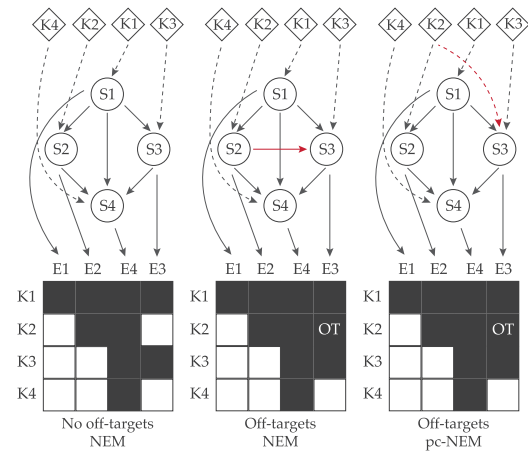 K4 K2 K1 K3 K4 K2 K1 K3 K4 K2 K1 K3
S1 S1 S1
S2 S3 S2 S3 S2 S3
S4 S4 S4
E1 E2 E4 E3 E1 E2 E4 E3 E1 E2 E4 E3
K1 K1 K1
K2 K2 OT K2 OT
K3 K3 K3
K4 K4 K4
No off-targets Off-targets Off-targets
NEM NEM pc-NEM